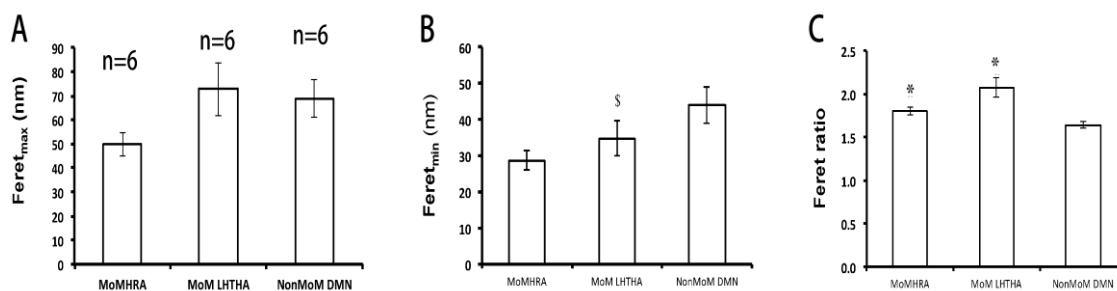 A
n=6
n=6
n=6
Feretmax (nm)
90
80
70
60
50
40
30
20
10
0
MoMHRA
MoM LHTHA
NonMoM DMN
B
Feretmin (nm)
60
50
40
30
20
10
0
$
MoMHRA
MoM LHTHA
NonMoM DMN
C
Feret ratio
2.5
2.0
1.5
1.0
0.5
0.0
*
*
MoMHRA
MoM LHTHA
NonMoM DMN